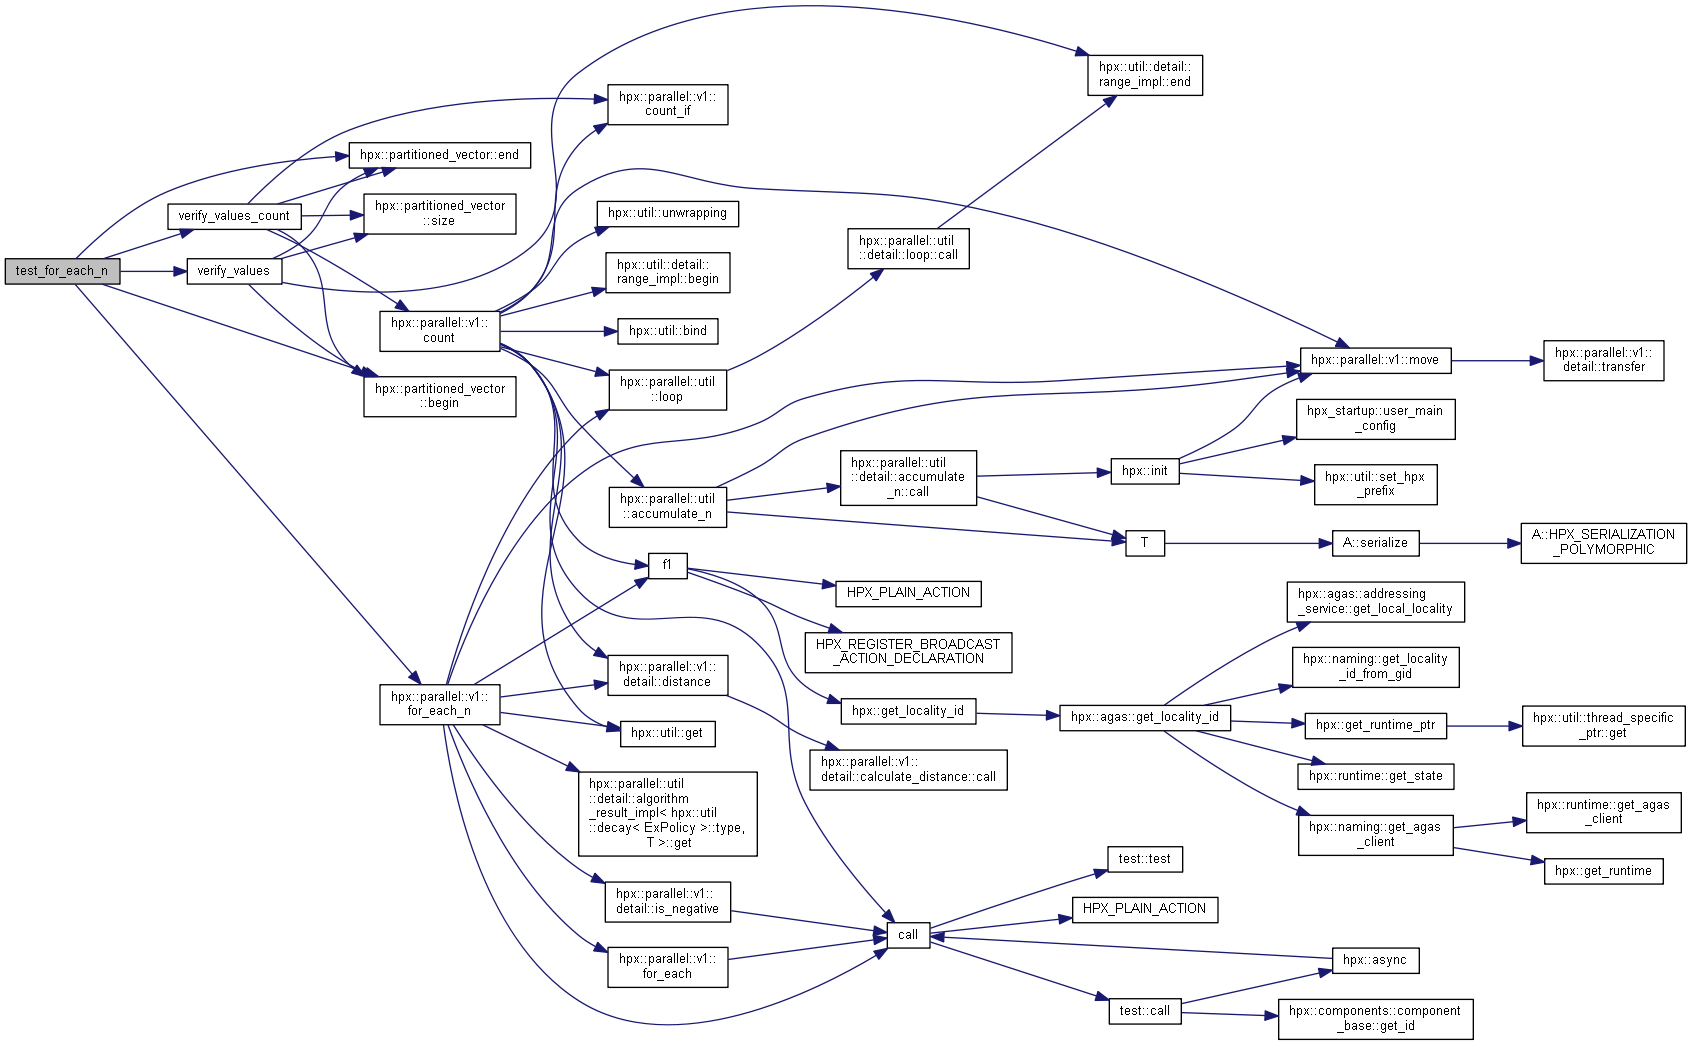 test_for_each_n
verify_values_count
verify_values
hpx::partitioned_vector::end
hpx::partitioned_vector
::size
hpx::parallel::v1::
count
hpx::partitioned_vector
::begin
hpx::parallel::v1::
for_each_n
hpx::parallel::v1::
count_if
hpx::util::unwrapping
hpx::util::detail::
range_impl::begin
hpx::util::bind
hpx::parallel::util
::loop
hpx::parallel::util
::accumulate_n
f1
hpx::parallel::v1::
detail::distance
hpx::util::get
hpx::parallel::util
::detail::algorithm
_result_impl< hpx::util
::decay< ExPolicy >::type,
T >::get
hpx::parallel::v1::
detail::is_negative
hpx::parallel::v1::
for_each
hpx::parallel::util
::detail::loop::call
hpx::parallel::util
::detail::accumulate
_n::call
HPX_PLAIN_ACTION
HPX_REGISTER_BROADCAST
_ACTION_DECLARATION
hpx::get_locality_id
hpx::parallel::v1::
detail::calculate_distance::call
call
hpx::util::detail::
range_impl::end
hpx::init
T
hpx::agas::get_locality_id
test::test
HPX_PLAIN_ACTION
test::call
hpx::parallel::v1::move
hpx_startup::user_main
_config
hpx::util::set_hpx
_prefix
A::serialize
hpx::agas::addressing
_service::get_local_locality
hpx::naming::get_locality
_id_from_gid
hpx::get_runtime_ptr
hpx::runtime::get_state
hpx::naming::get_agas
_client
hpx::async
hpx::components::component
_base::get_id
hpx::parallel::v1::
detail::transfer
A::HPX_SERIALIZATION
_POLYMORPHIC
hpx::util::thread_specific
_ptr::get
hpx::runtime::get_agas
_client
hpx::get_runtime